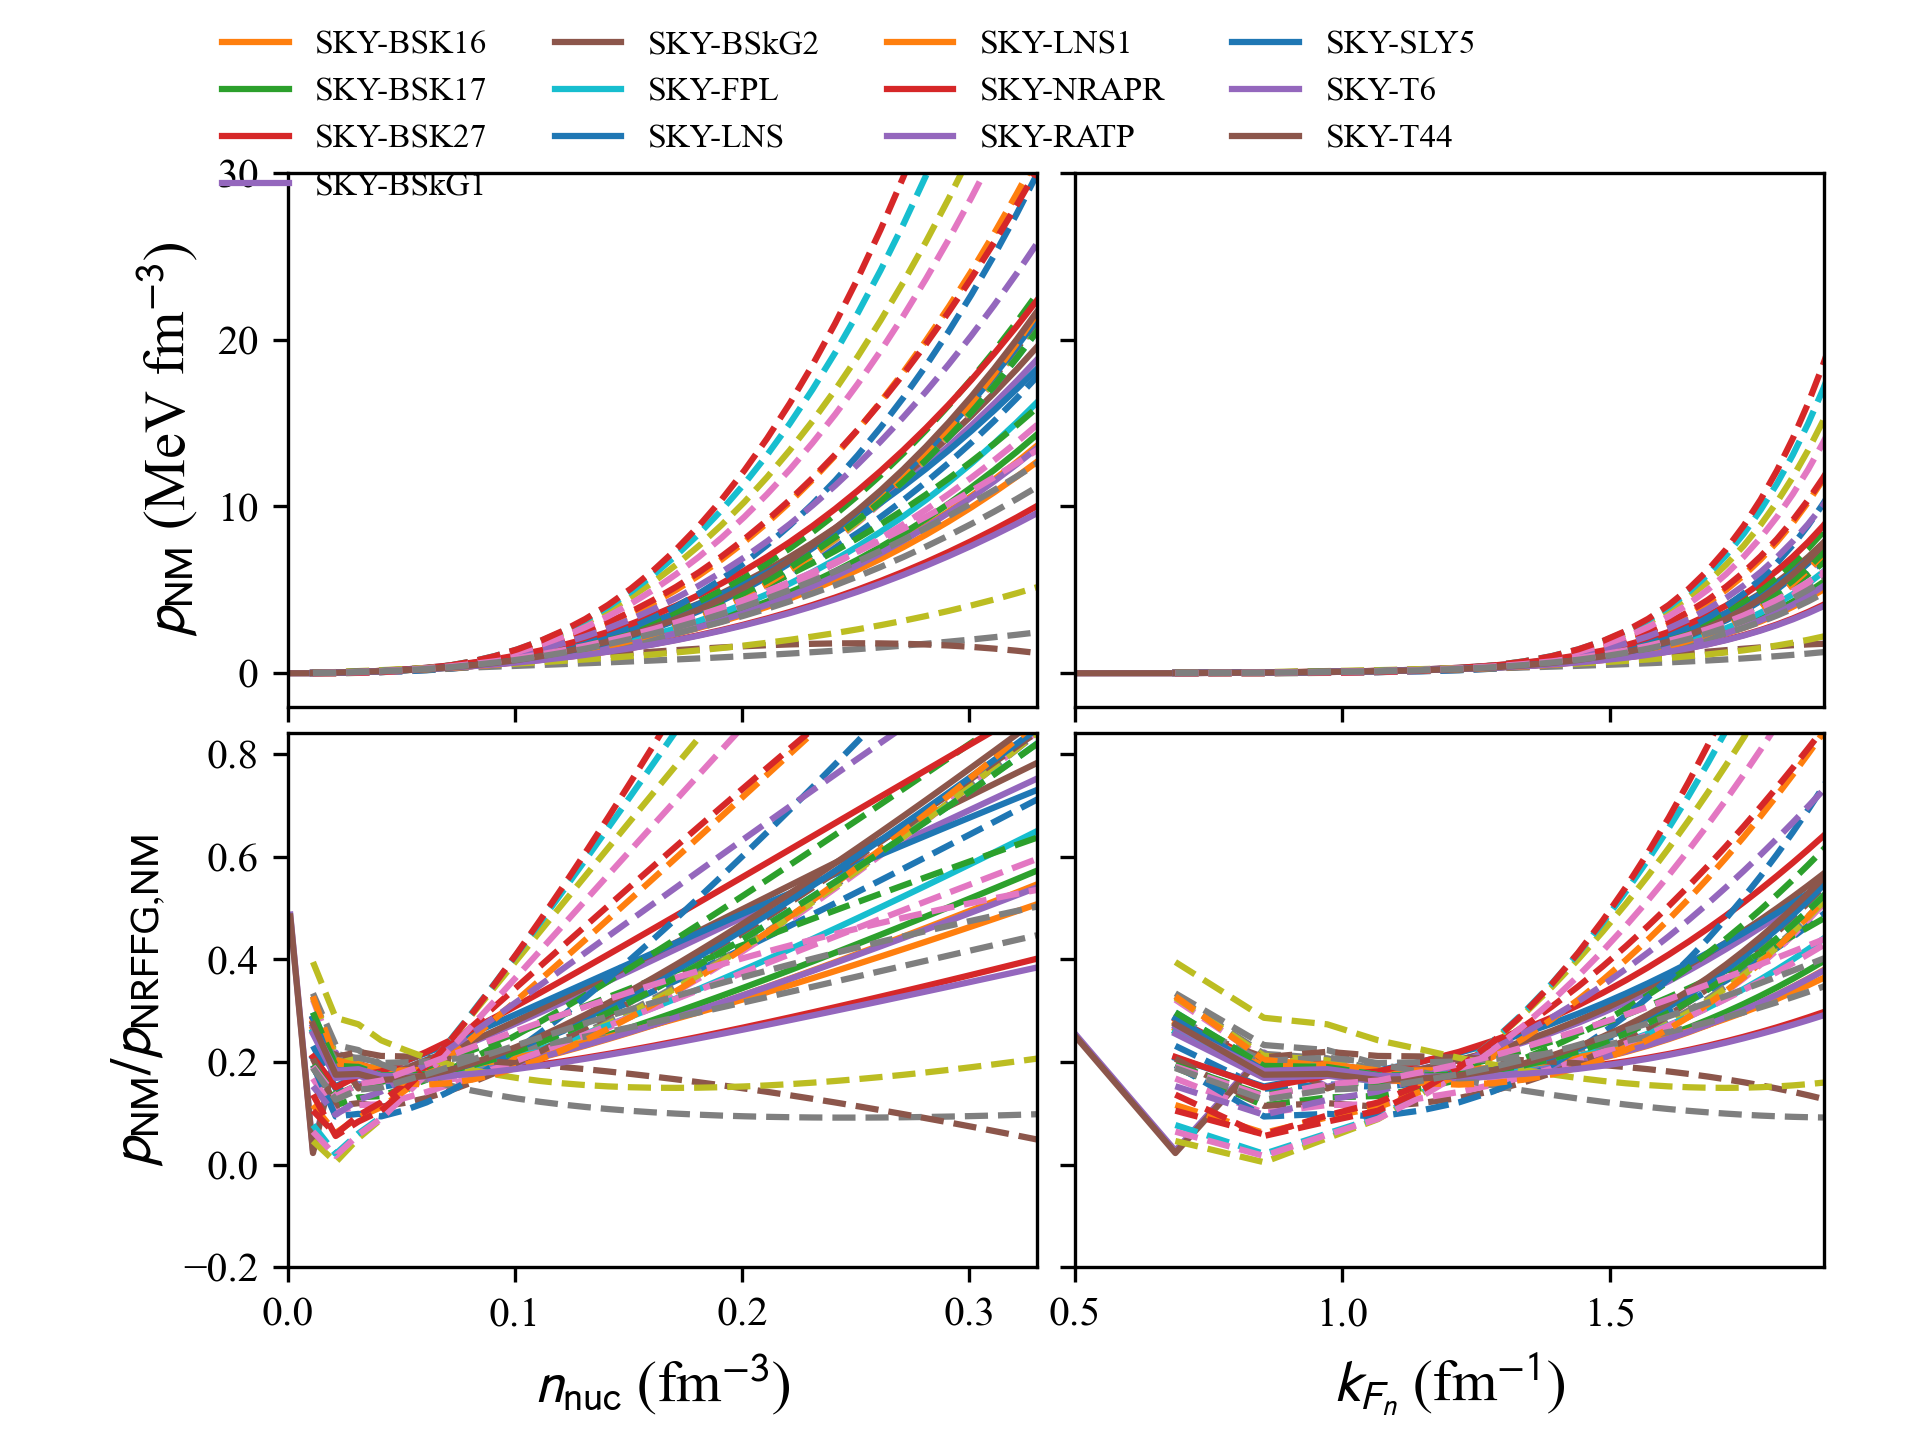 SKY-BSK16 SKY-BSkG2 SKY-LNS1 SKY-SLY5
SKY-BSK17 SKY-FPL SKY-NRAPR SKY-T6
SKY-BSK27 SKY-LNS SKY-RATP SKY-T44
SKY-BSkG1
30
20
10
0
p_NM (MeV fm⁻³)
0.8
0.6
0.4
0.2
0.0
−0.2
p_NM/p_NRFFG,NM
0.0 0.1 0.2 0.3 0.5 1.0 1.5
n_nuc (fm⁻³) k_F_n (fm⁻¹)